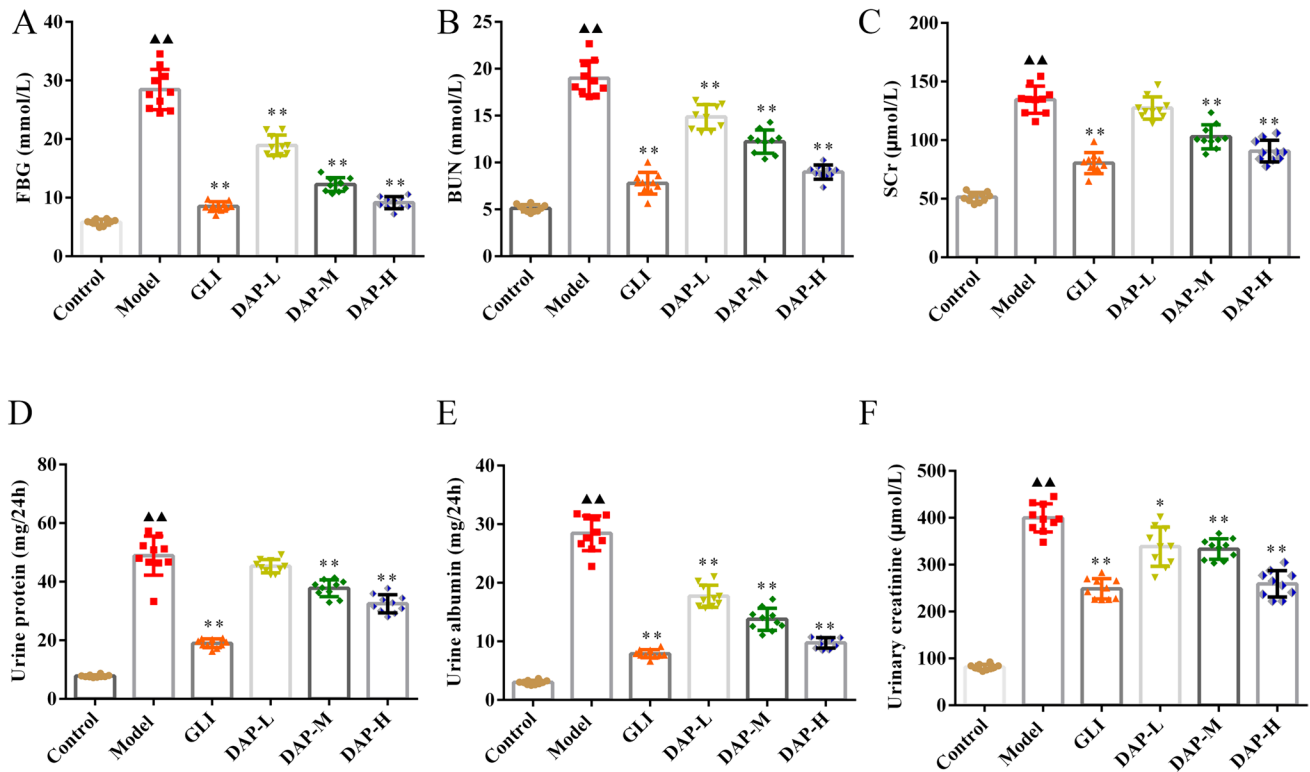 A
FBG (mmol/L)
40
30
20
10
0
▲▲
**
**
**
**
Control
Model
GLI
DAP-L
DAP-M
DAP-H
B
BUN (mmol/L)
25
20
15
10
5
0
▲▲
**
**
**
**
Control
Model
GLI
DAP-L
DAP-M
DAP-H
C
SCr (μmol/L)
200
150
100
50
0
▲▲
**
**
**
Control
Model
GLI
DAP-L
DAP-M
DAP-H
D
Urine protein (mg/24h)
80
60
40
20
0
▲▲
**
**
**
Control
Model
GLI
DAP-L
DAP-M
DAP-H
E
Urine albumin (mg/24h)
40
30
20
10
0
▲▲
**
**
**
**
Control
Model
GLI
DAP-L
DAP-M
DAP-H
F
Urinary creatinine (μmol/L)
500
400
300
200
100
0
▲▲
**
*
**
**
Control
Model
GLI
DAP-L
DAP-M
DAP-H